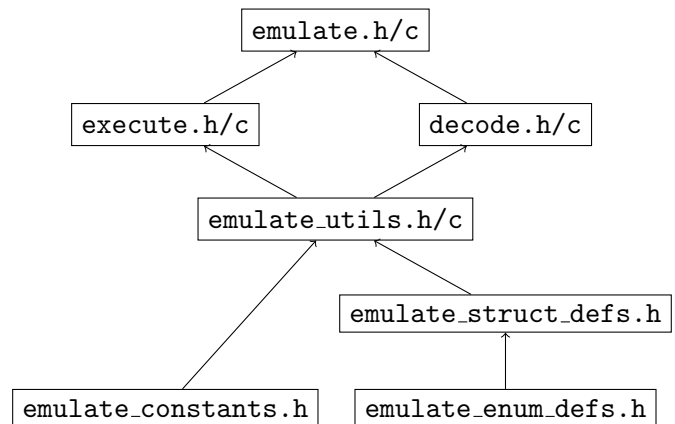 emulate.h/c
execute.h/c
decode.h/c
emulate_utils.h/c
emulate_struct_defs.h
emulate_constants.h
emulate_enum_defs.h